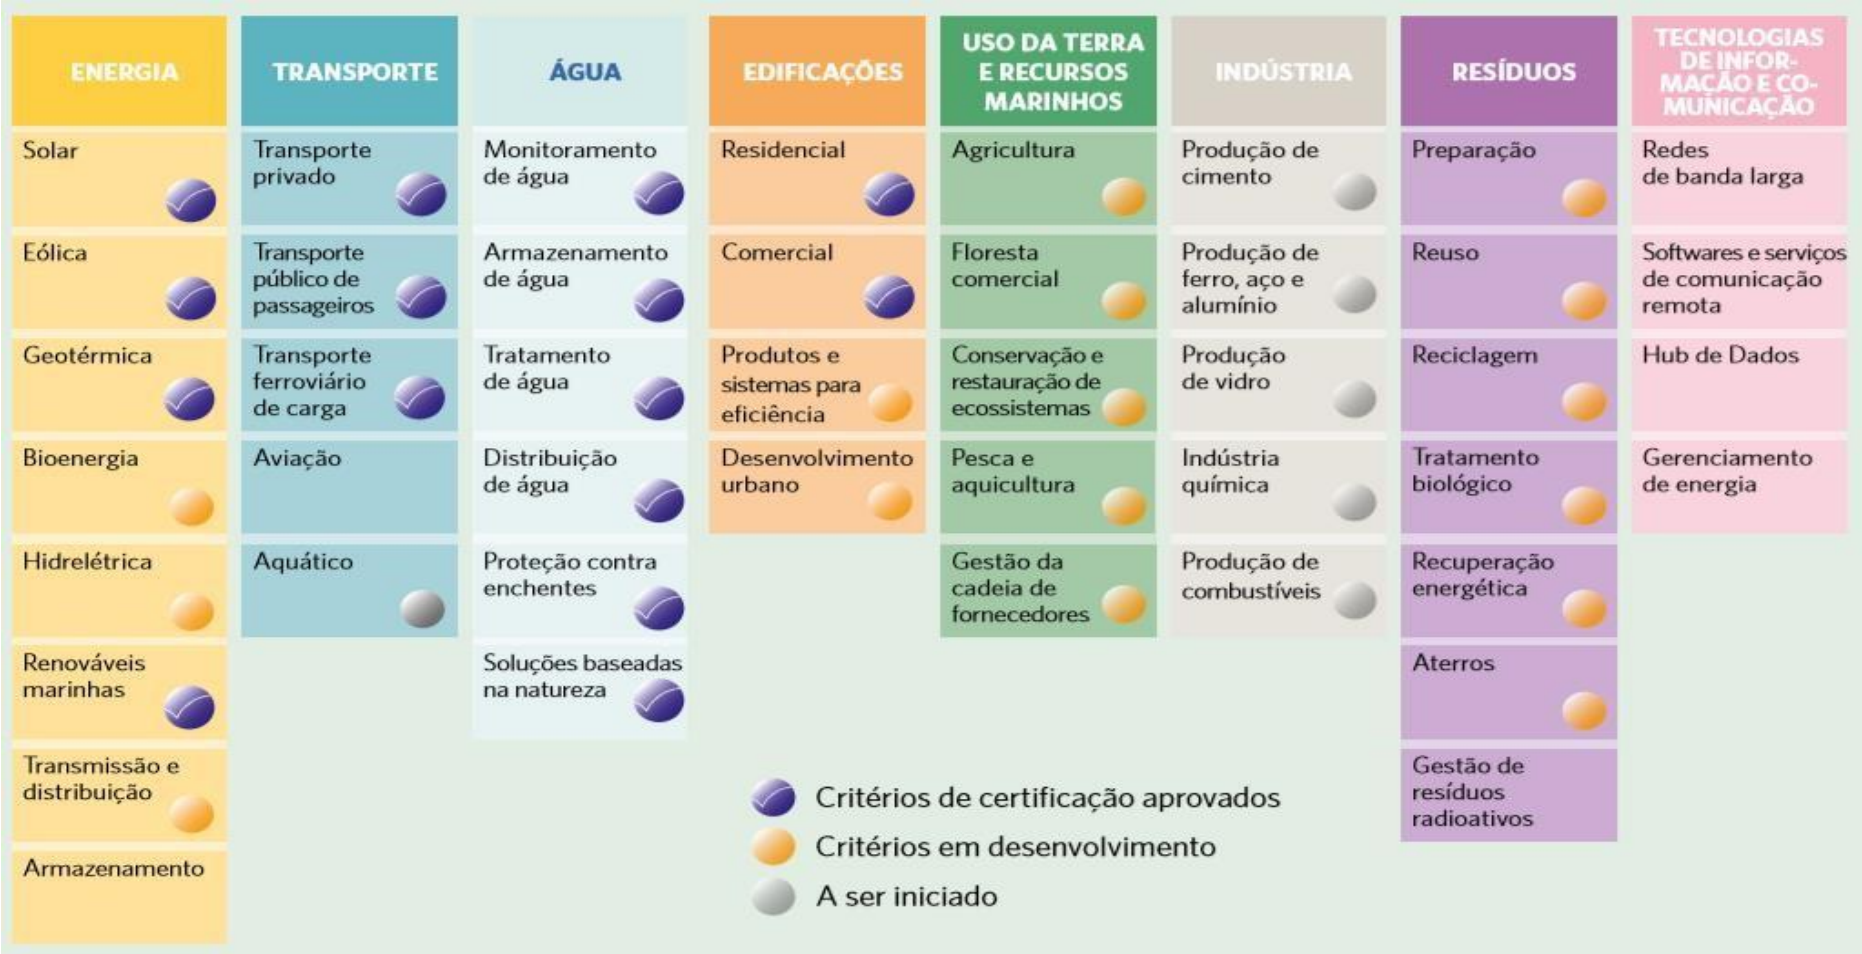 ENERGIA
Solar
Eólica
Geotérmica
Bioenergia
Hidrelétrica
Renováveis
marinhas
Transmissão e
distribuição
Armazenamento
TRANSPORTE
Transporte
privado
Transporte
público de
passageiros
Transporte
ferroviário
de carga
Aviação
Aquático
ÁGUA
Monitoramento
de água
Armazenamento
de água
Tratamento
de água
Distribuição
de água
Proteção contra
enchentes
Soluções baseadas
na natureza
EDIFICAÇÕES
Residencial
Comercial
Produtos e
sistemas para
eficiência
Desenvolvimento
urbano
USO DA TERRA
E RECURSOS
MARINHOS
Agricultura
Floresta
comercial
Conservação e
restauração de
ecossistemas
Pesca e
aquicultura
Gestão da
cadeia de
fornecedores
INDÚSTRIA
Produção de
cimento
Produção de
ferro, aço e
alumínio
Produção
de vidro
Indústria
química
Produção de
combustíveis
RESÍDUOS
Preparação
Reuso
Reciclagem
Tratamento
biológico
Recuperação
energética
Aterros
Gestão de
resíduos
radioativos
TECNOLOGIAS
DE INFOR-
MAÇÃO E CO-
MUNICAÇÃO
Redes
de banda larga
Softwares e serviços
de comunicação
remota
Hub de Dados
Gerenciamento
de energia
Critérios de certificação aprovados
Critérios em desenvolvimento
A ser iniciado